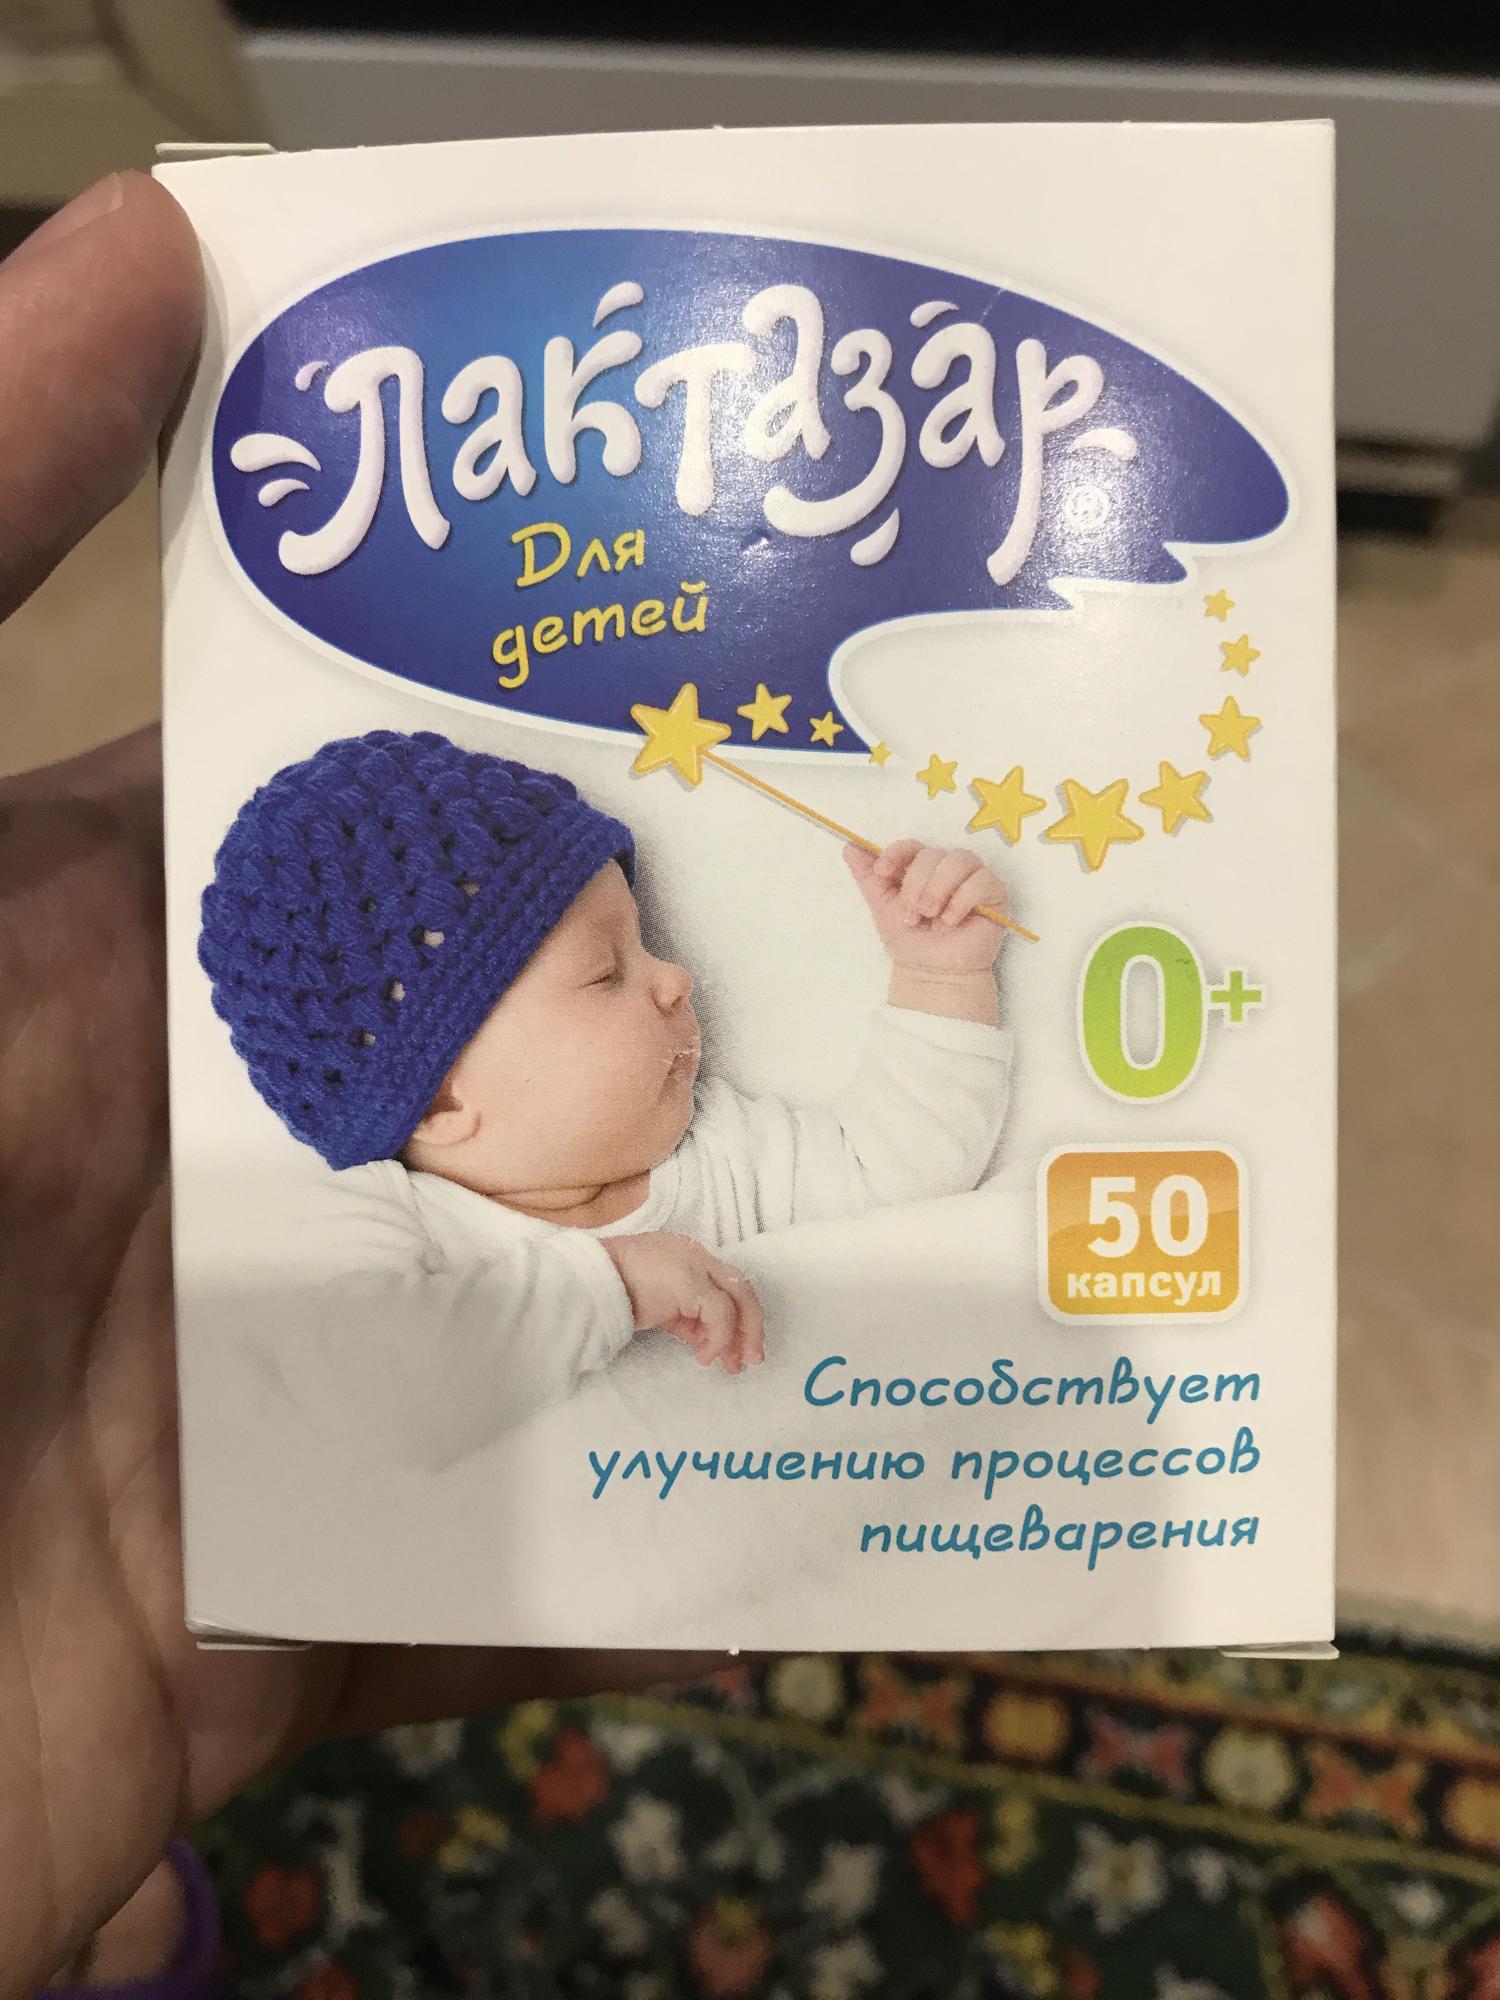 Лактазар®
Для
детей
0+
50
капсул
Способствует
улучшению процессов
пищеварения